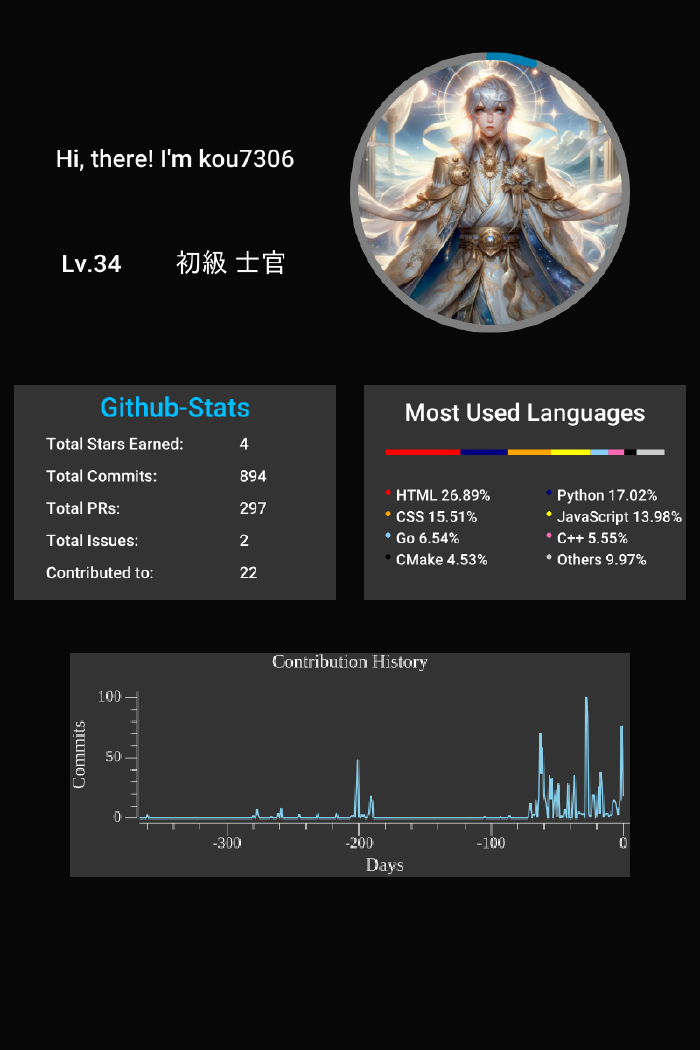 Hi, there! I'm kou7306
Lv.34 初級 士官
Github-Stats
Total Stars Earned: 4
Total Commits: 894
Total PRs: 297
Total Issues: 2
Contributed to: 22
Most Used Languages
HTML 26.89% Python 17.02%
CSS 15.51% JavaScript 13.98%
Go 6.54% C++ 5.55%
CMake 4.53% Others 9.97%
Contribution History
100
50
0
Commits
-300 -200 -100 0
Days